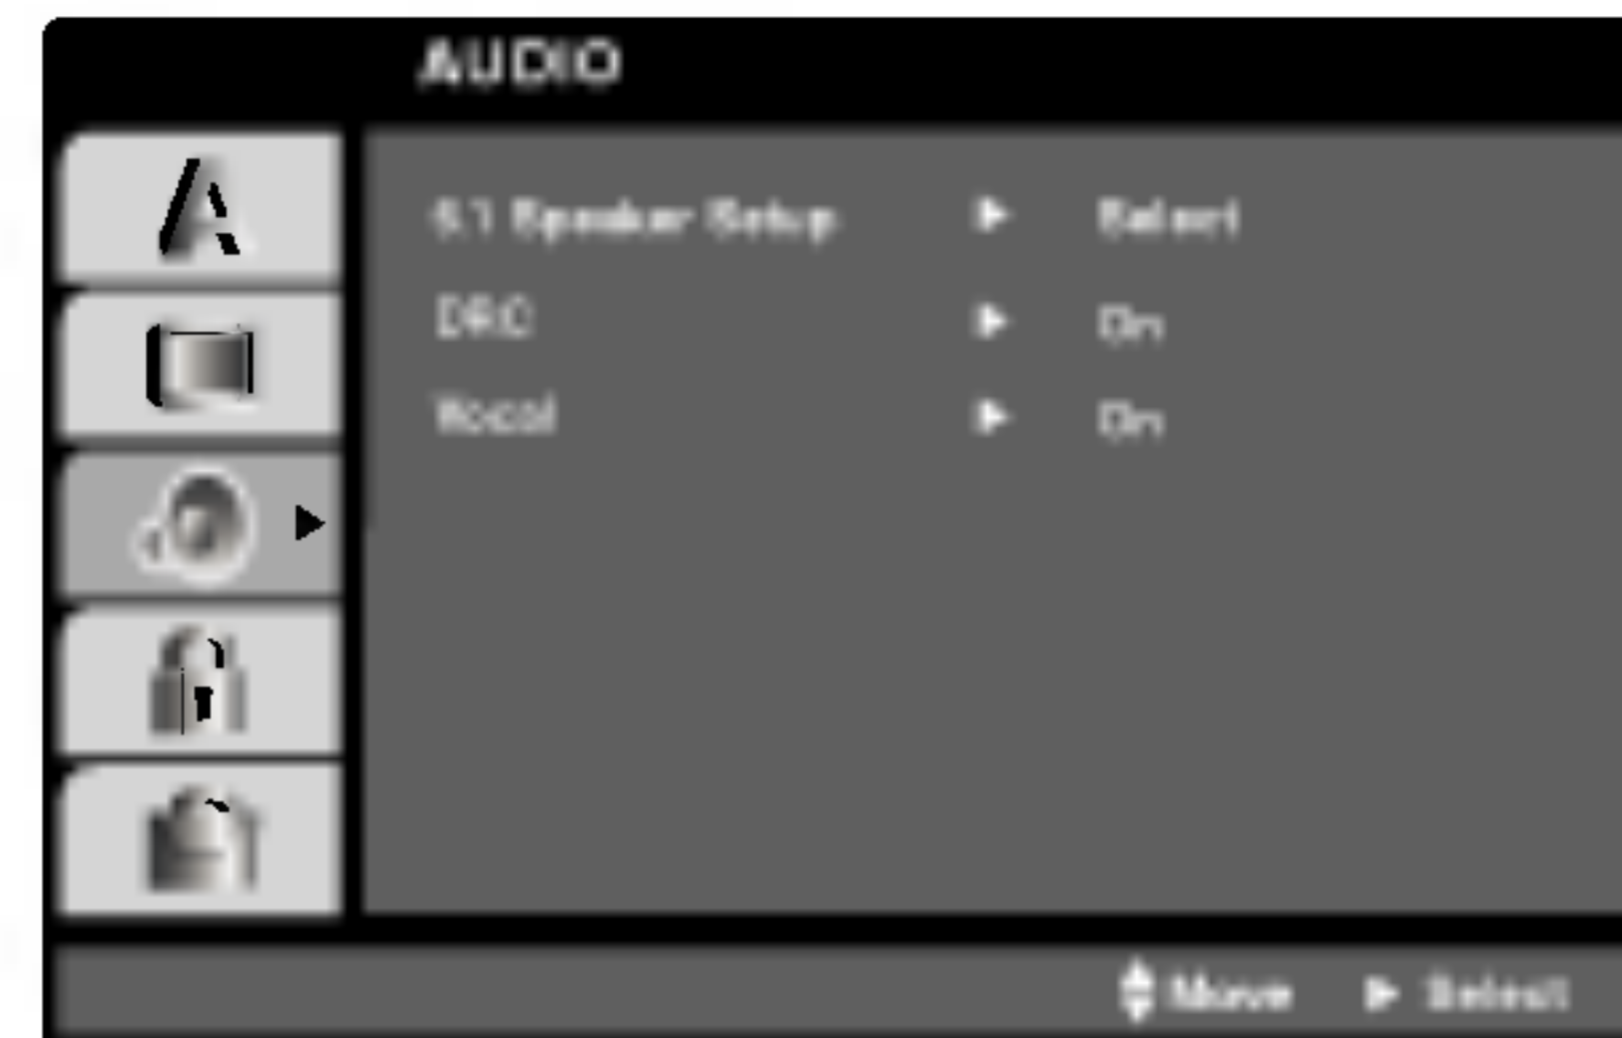 AUDIO
5.1 Speaker Setup ► Select
DRC ► On
Vocal ► On
Move ► Select